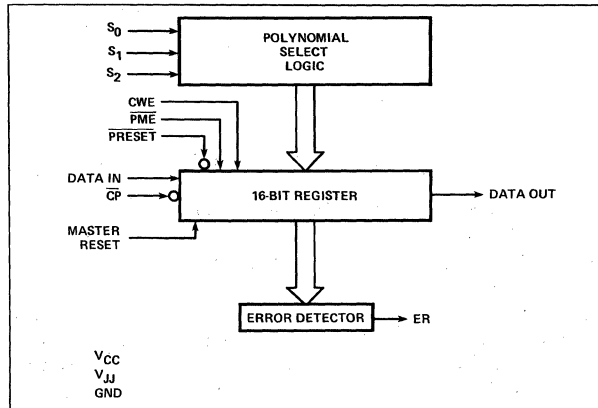 S0
S1
S2
POLYNOMIAL
SELECT
LOGIC
CWE
PME
PRESET
DATA IN
CP
16-BIT REGISTER
DATA OUT
MASTER
RESET
ERROR DETECTOR
ER
VCC
VJJ
GND